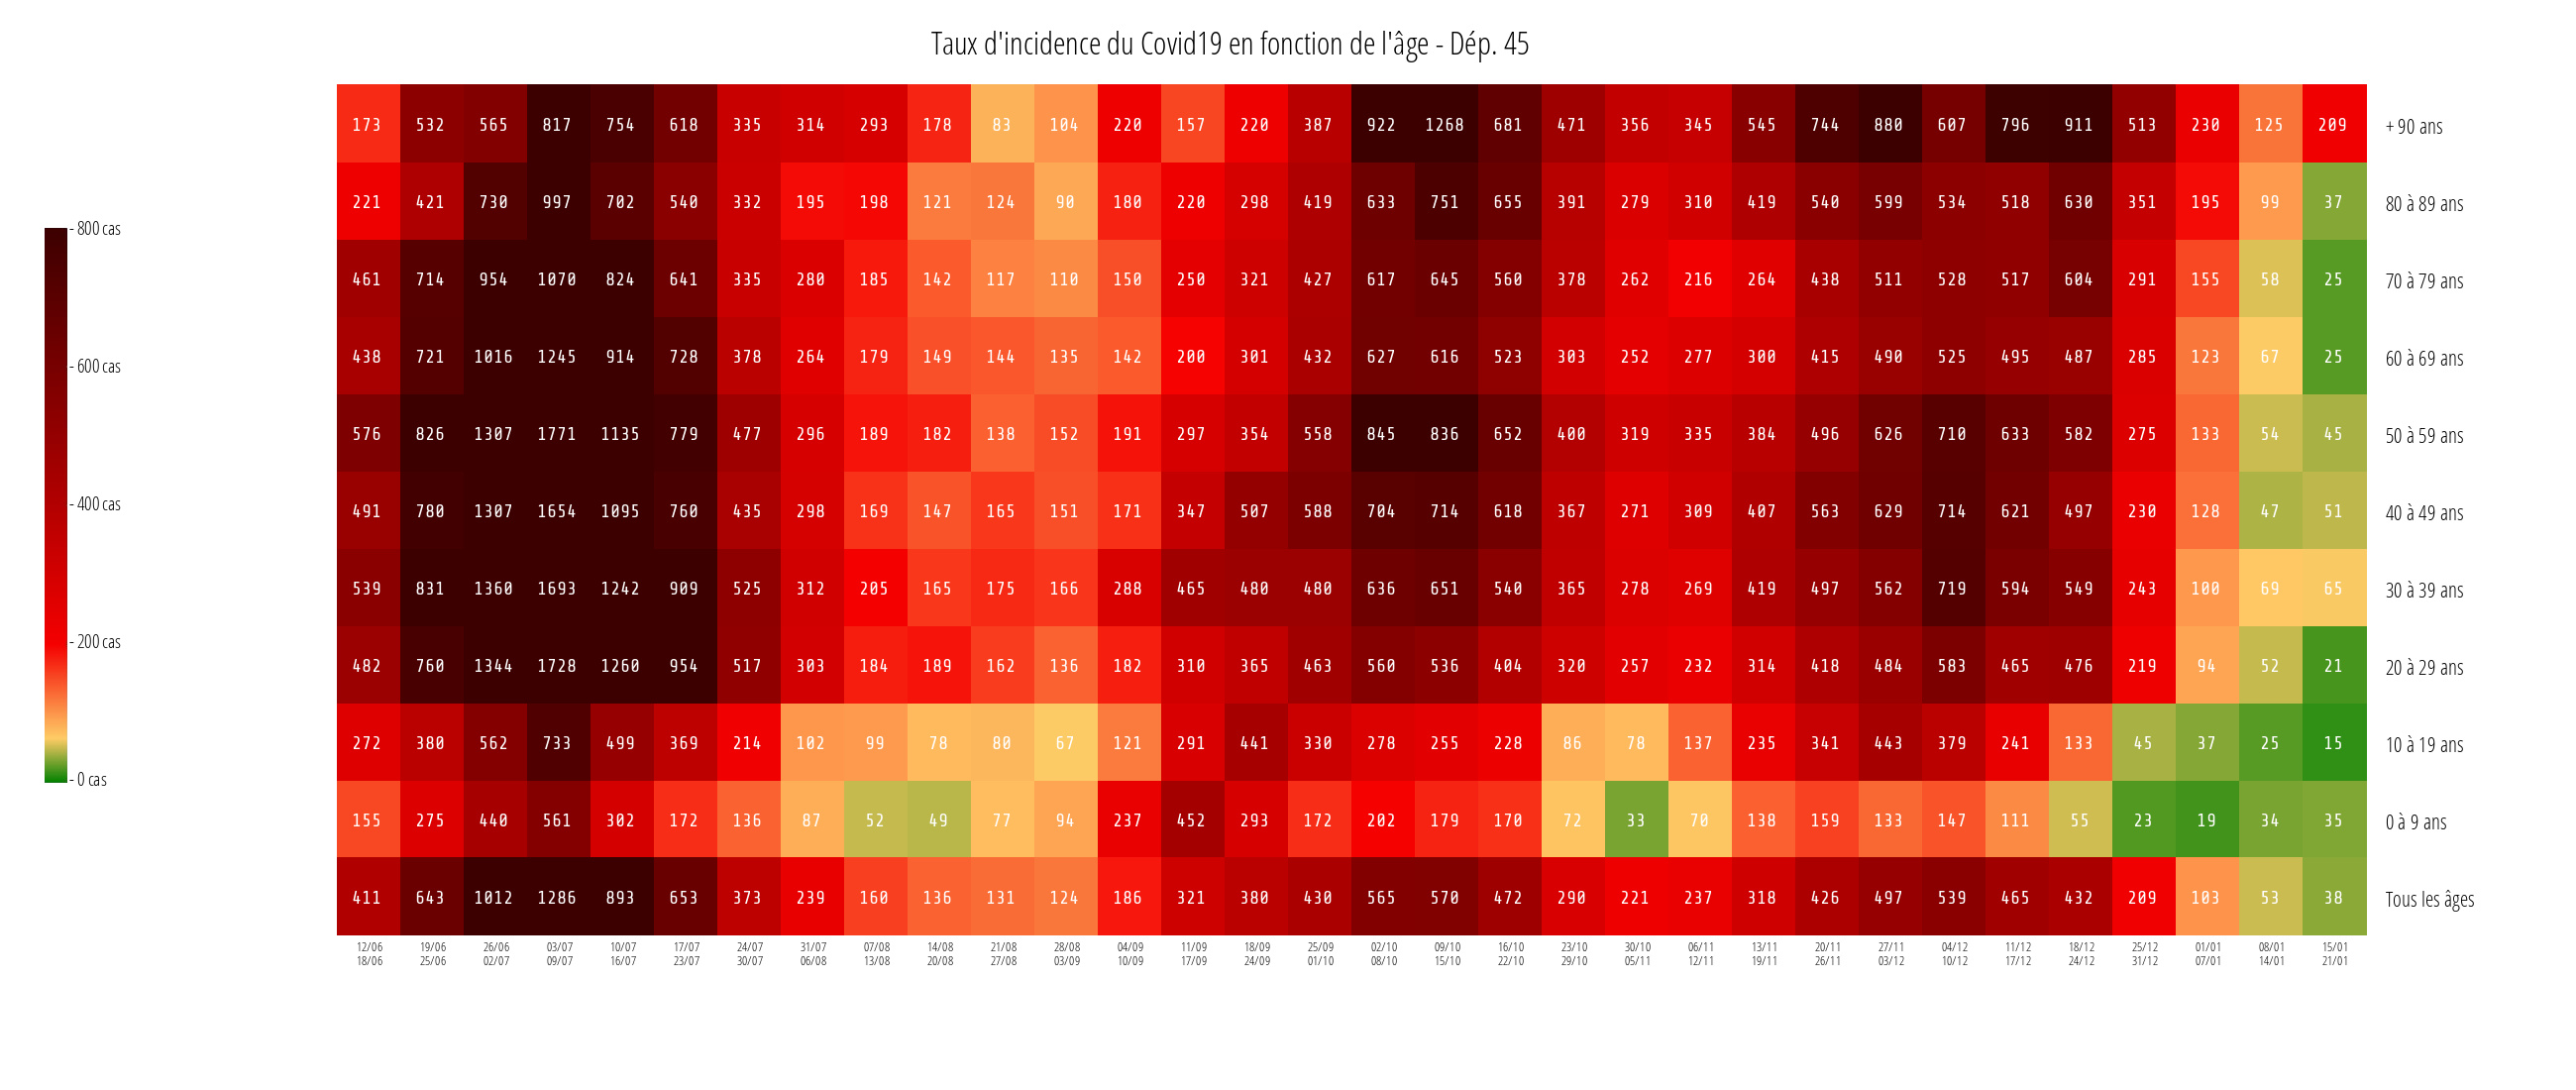 Taux d'incidence du Covid19 en fonction de l'âge - Dép. 45
- 800 cas
- 600 cas
- 400 cas
- 200 cas
- 0 cas
173 532 565 817 754 618 335 314 293 178 83 104 220 157 220 387 922 1268 681 471 356 345 545 744 880 607 796 911 513 230 125 209 + 90 ans
221 421 730 997 702 540 332 195 198 121 124 90 180 220 298 419 633 751 655 391 279 310 419 540 599 534 518 630 351 195 99 37 80 à 89 ans
461 714 954 1070 824 641 335 280 185 142 117 110 150 250 321 427 617 645 560 378 262 216 264 438 511 528 517 604 291 155 58 25 70 à 79 ans
438 721 1016 1245 914 728 378 264 179 149 144 135 142 200 301 432 627 616 523 303 252 277 300 415 490 525 495 487 285 123 67 25 60 à 69 ans
576 826 1307 1771 1135 779 477 296 189 182 138 152 191 297 354 558 845 836 652 400 319 335 384 496 626 710 633 582 275 133 54 45 50 à 59 ans
491 780 1307 1654 1095 760 435 298 169 147 165 151 171 347 507 588 704 714 618 367 271 309 407 563 629 714 621 497 230 128 47 51 40 à 49 ans
539 831 1360 1693 1242 909 525 312 205 165 175 166 288 465 480 480 636 651 540 365 278 269 419 497 562 719 594 549 243 100 69 65 30 à 39 ans
482 760 1344 1728 1260 954 517 303 184 189 162 136 182 310 365 463 560 536 404 320 257 232 314 418 484 583 465 476 219 94 52 21 20 à 29 ans
272 380 562 733 499 369 214 102 99 78 80 67 121 291 441 330 278 255 228 86 78 137 235 341 443 379 241 133 45 37 25 15 10 à 19 ans
155 275 440 561 302 172 136 87 52 49 77 94 237 452 293 172 202 179 170 72 33 70 138 159 133 147 111 55 23 19 34 35 0 à 9 ans
411 643 1012 1286 893 653 373 239 160 136 131 124 186 321 380 430 565 570 472 290 221 237 318 426 497 539 465 432 209 103 53 38 Tous les âges
12/06 19/06 26/06 03/07 10/07 17/07 24/07 31/07 07/08 14/08 21/08 28/08 04/09 11/09 18/09 25/09 02/10 09/10 16/10 23/10 30/10 06/11 13/11 20/11 27/11 04/12 11/12 18/12 25/12 01/01 08/01 15/01
18/06 25/06 02/07 09/07 16/07 23/07 30/07 06/08 13/08 20/08 27/08 03/09 10/09 17/09 24/09 01/10 08/10 15/10 22/10 29/10 05/11 12/11 19/11 26/11 03/12 10/12 17/12 24/12 31/12 07/01 14/01 21/01